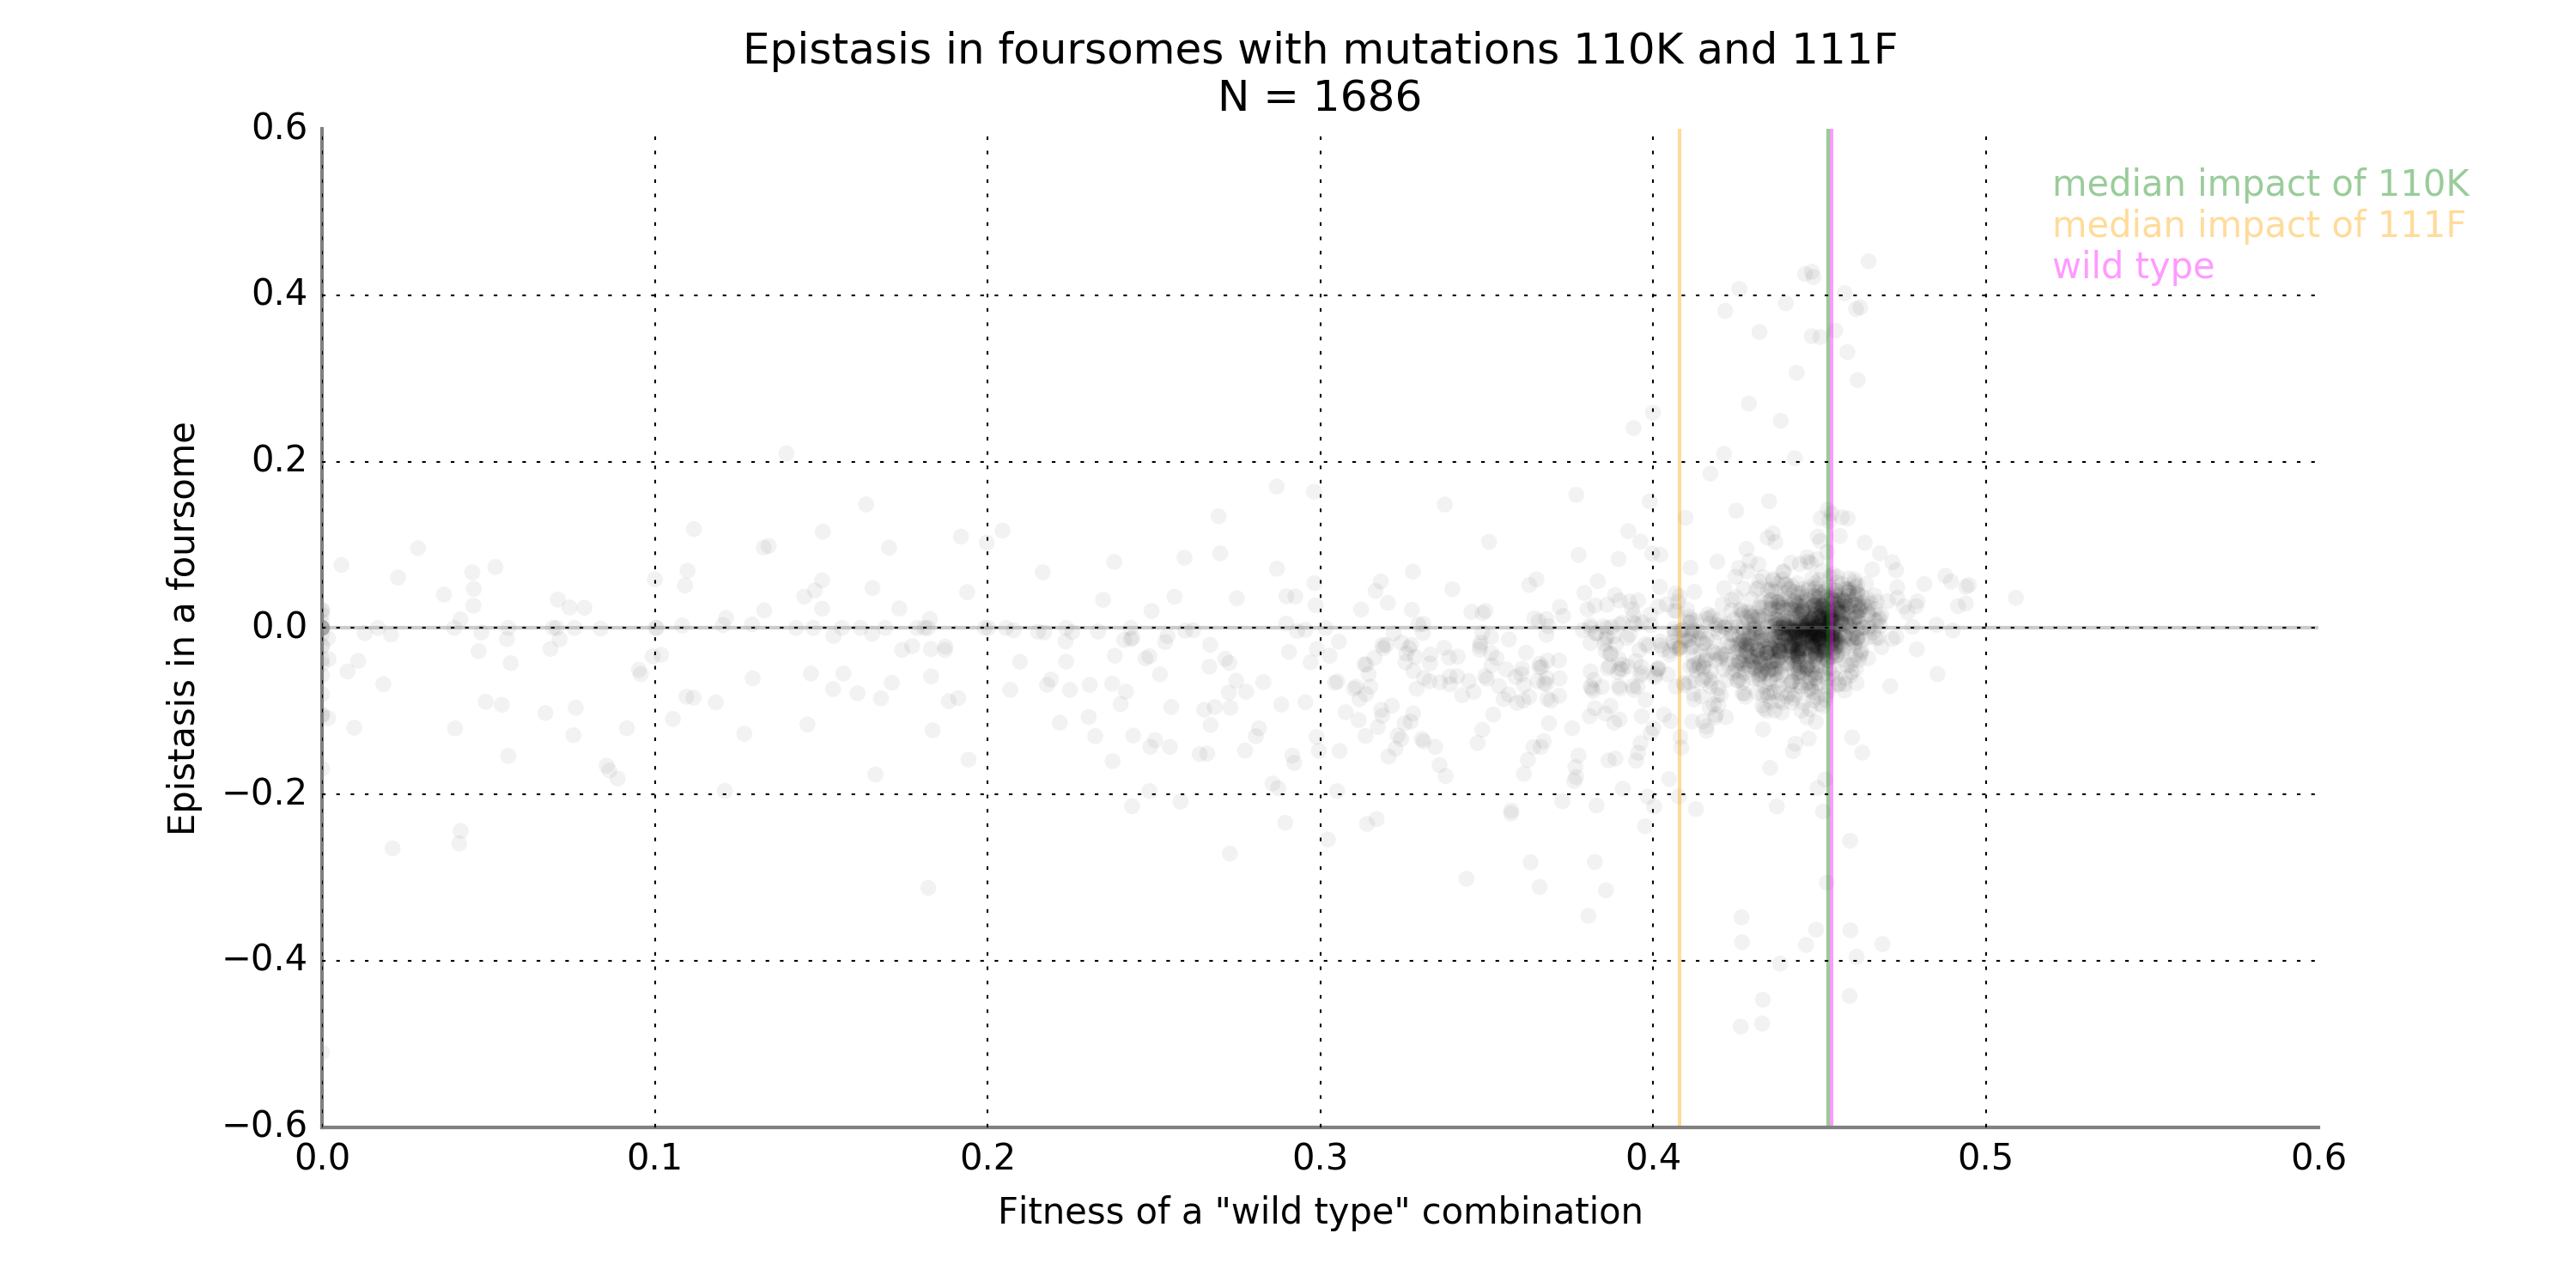 Epistasis in foursomes with mutations 110K and 111F
N = 1686
median impact of 110K
median impact of 111F
wild type
Epistasis in a foursome
0.6
0.4
0.2
0.0
−0.2
−0.4
−0.6
0.0 0.1 0.2 0.3 0.4 0.5 0.6
Fitness of a "wild type" combination